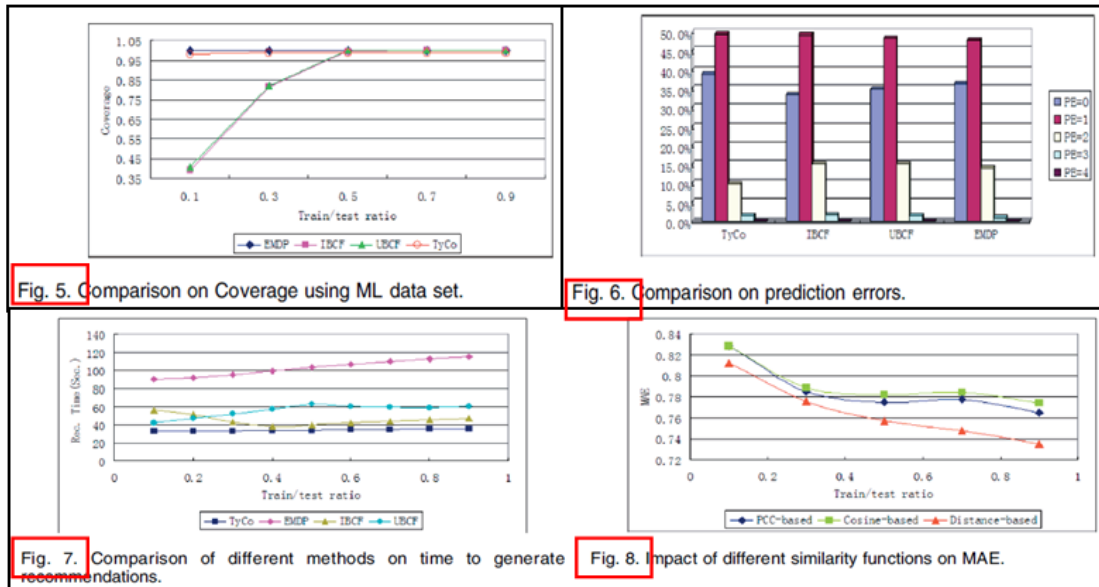 1.05
0.95
0.85
0.75
0.65
0.55
0.45
0.35
Coverage
0.1 0.3 0.5 0.7 0.9
Train/test ratio
EMDP IBCF UBCF TyCo
Fig. 5. Comparison on Coverage using ML data set.
50.0%
45.0%
40.0%
35.0%
30.0%
25.0%
20.0%
15.0%
10.0%
5.0%
0.0%
TyCo IBCF UBCF EMDP
PE=0
PE=1
PE=2
PE=3
PE=4
Fig. 6. Comparison on prediction errors.
140
120
100
80
60
40
20
0
Rec. Time(Sec.)
0 0.2 0.4 0.6 0.8 1
Train/test ratio
TyCo EMDP IBCF UBCF
Fig. 7. Comparison of different methods on time to generate
recommendations.
0.84
0.82
0.8
0.78
0.76
0.74
0.72
MAE
0 0.2 0.4 0.6 0.8 1
Train/test ratio
PCC-based Cosine-based Distance-based
Fig. 8. Impact of different similarity functions on MAE.